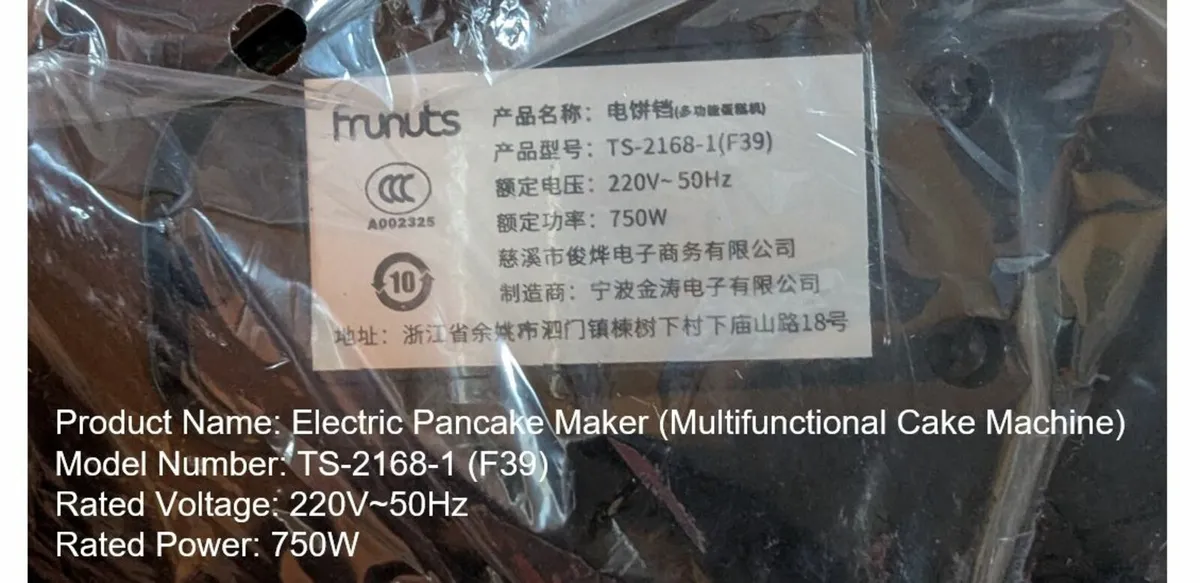 hrunuts
产品名称：电饼铛(多功能蛋糕机)
产品型号：TS-2168-1(F39)
CCC
A002325
额定电压：220V~50Hz
额定功率：750W
慈溪市俊烨电子商务有限公司
10
制造商：宁波金涛电子有限公司
地址：浙江省余姚市泗门镇楝树下村下庙山路18号
Product Name: Electric Pancake Maker (Multifunctional Cake Machine)
Model Number: TS-2168-1 (F39)
Rated Voltage: 220V~50Hz
Rated Power: 750W